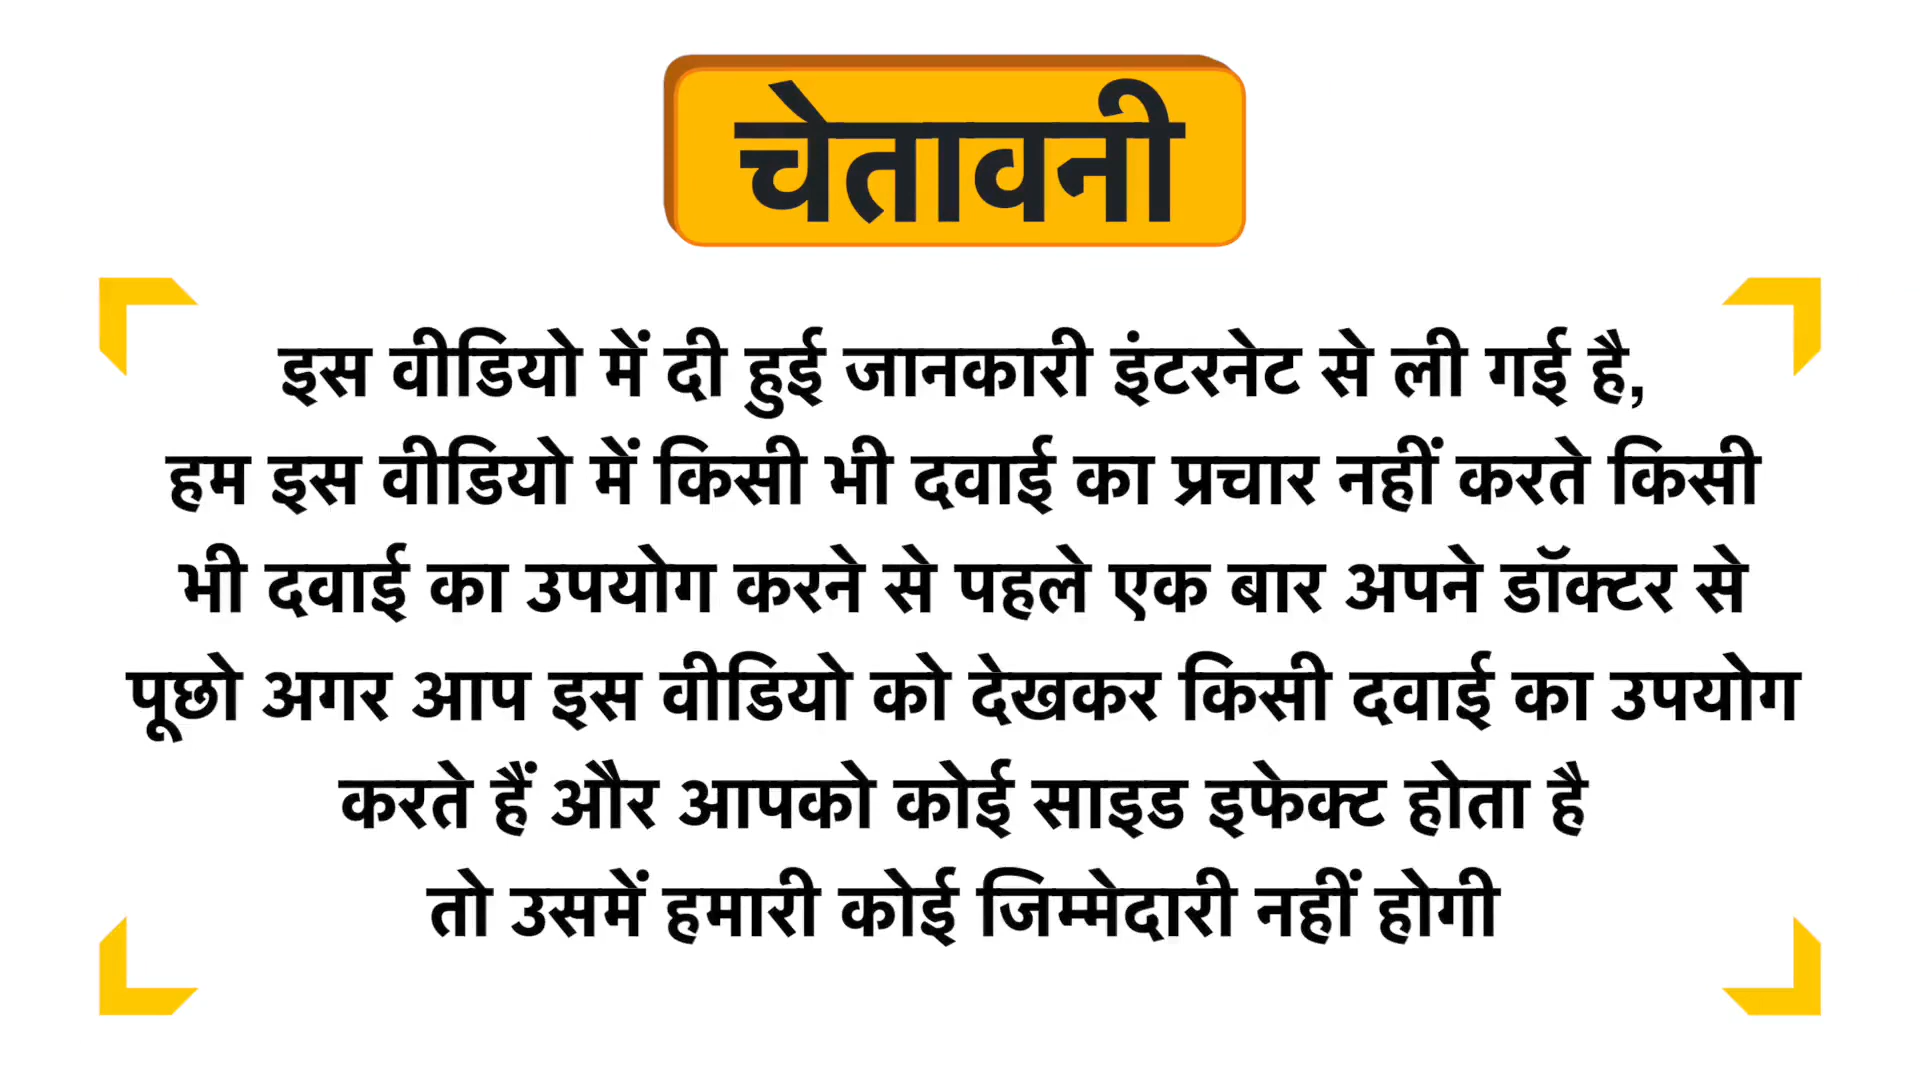 चेतावनी
इस वीडियो में दी हुई जानकारी इंटरनेट से ली गई है,
हम इस वीडियो में किसी भी दवाई का प्रचार नहीं करते किसी
भी दवाई का उपयोग करने से पहले एक बार अपने डॉक्टर से
पूछो अगर आप इस वीडियो को देखकर किसी दवाई का उपयोग
करते हैं और आपको कोई साइड इफेक्ट होता है
तो उसमें हमारी कोई जिम्मेदारी नहीं होगी